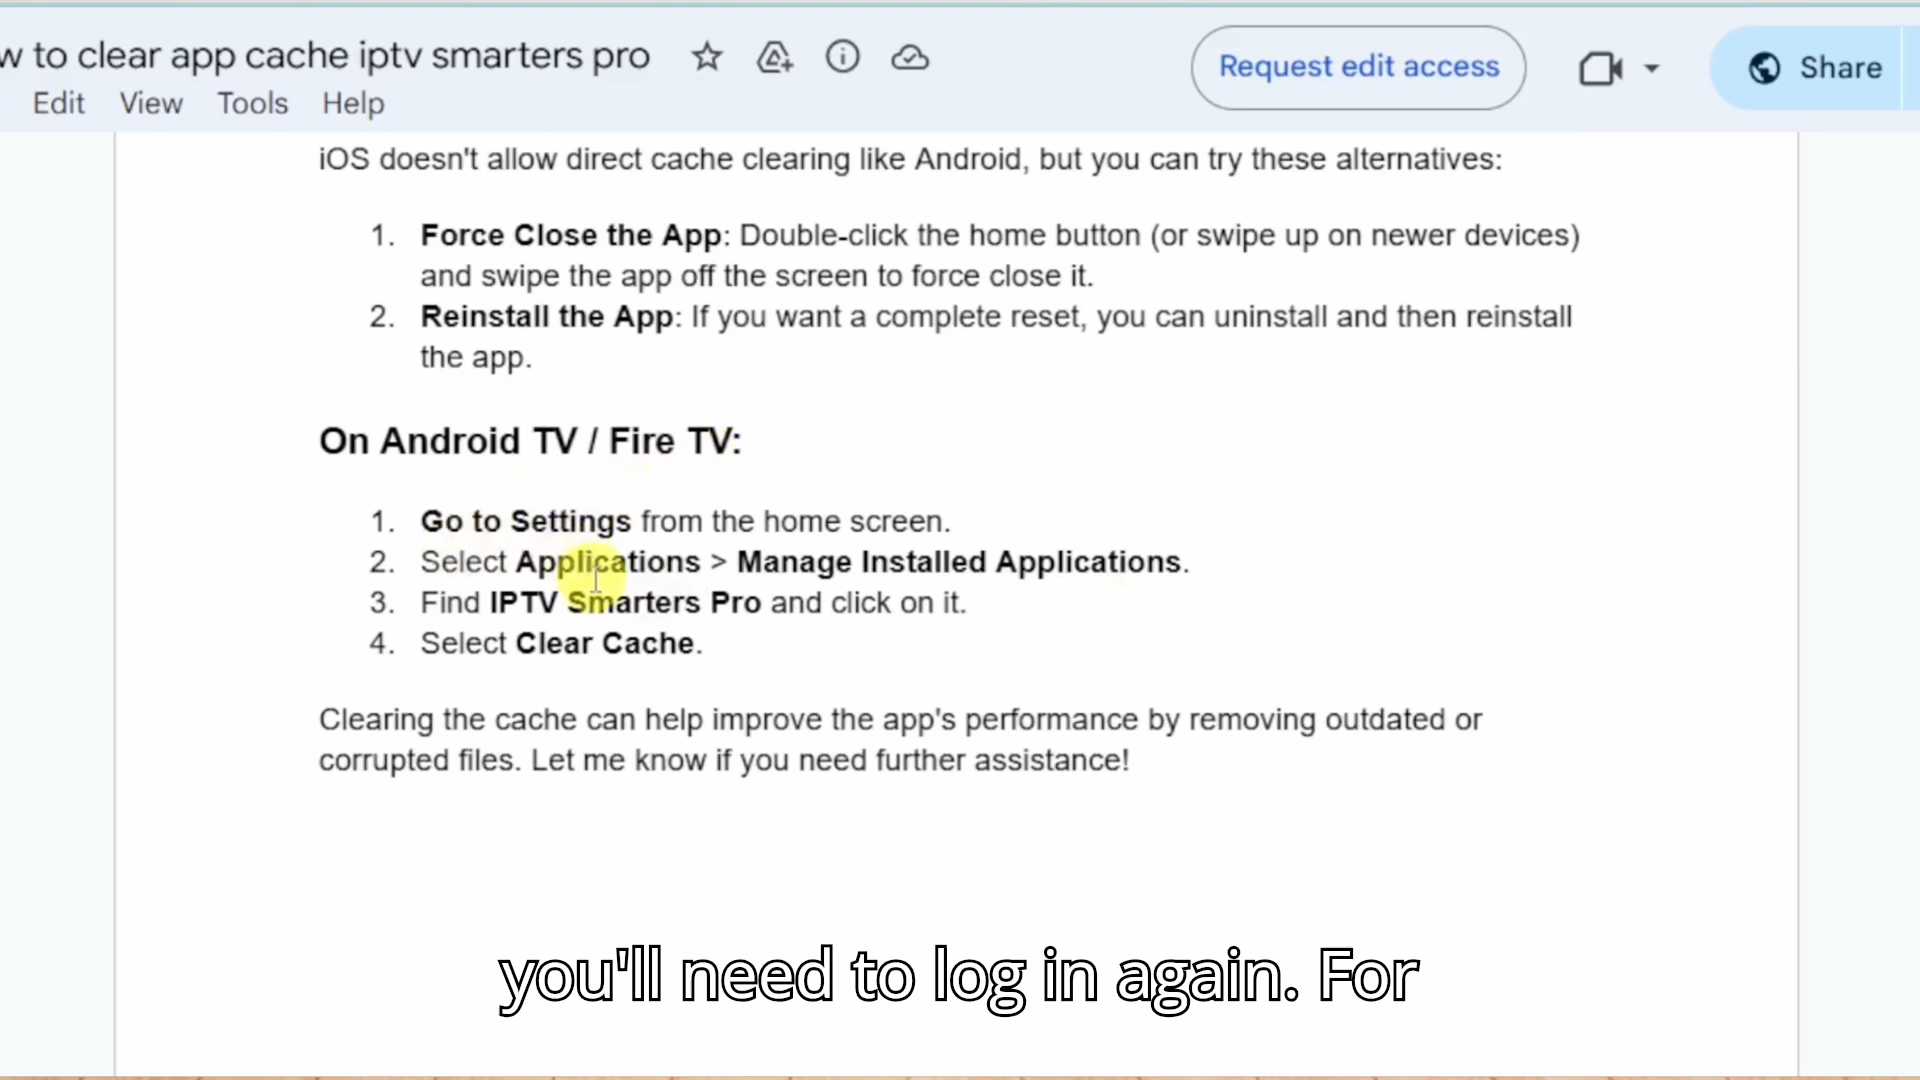 w to clear app cache iptv smarters pro
Request edit access
Share
Edit View Tools Help
iOS doesn't allow direct cache clearing like Android, but you can try these alternatives:
1. Force Close the App: Double-click the home button (or swipe up on newer devices)
and swipe the app off the screen to force close it.
2. Reinstall the App: If you want a complete reset, you can uninstall and then reinstall
the app.
On Android TV / Fire TV:
1. Go to Settings from the home screen.
2. Select Applications > Manage Installed Applications.
3. Find IPTV Smarters Pro and click on it.
4. Select Clear Cache.
Clearing the cache can help improve the app's performance by removing outdated or
corrupted files. Let me know if you need further assistance!
you'll need to log in again. For